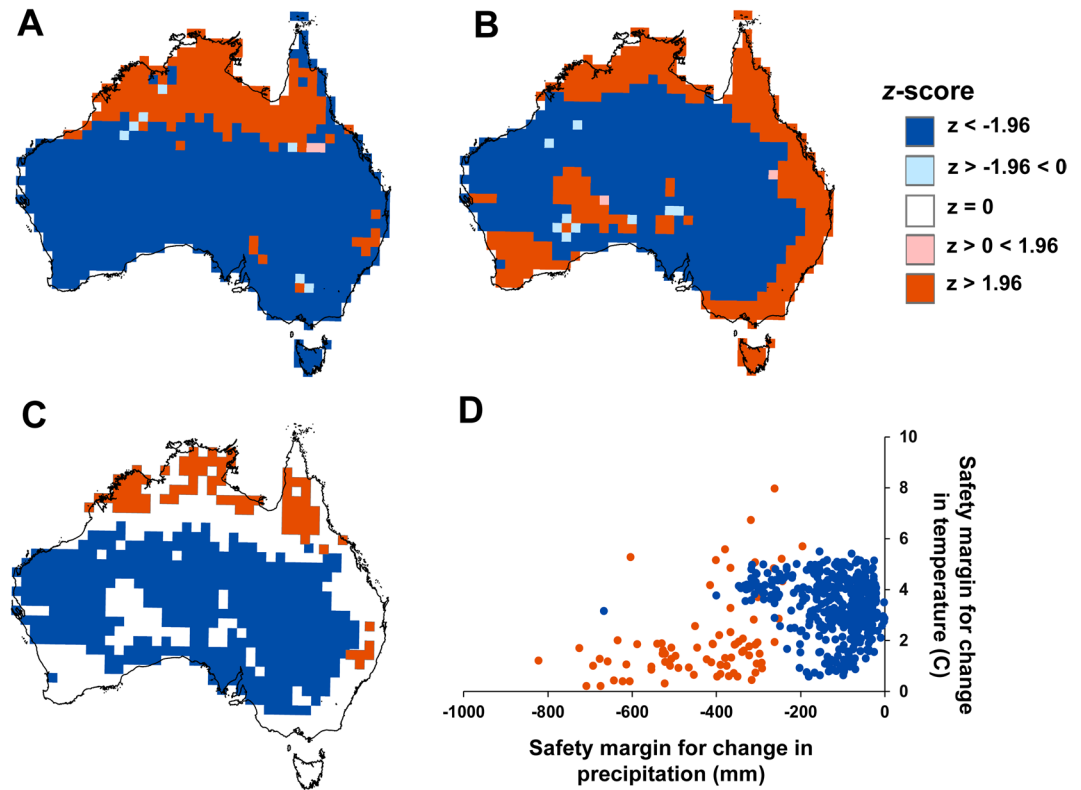 A
B
z-score
z < -1.96
z > -1.96 < 0
z = 0
z > 0 < 1.96
z > 1.96
C
D
10
8
6
4
2
0
Safety margin for change
in temperature (C)
-1000
-800
-600
-400
-200
0
Safety margin for change in
precipitation (mm)